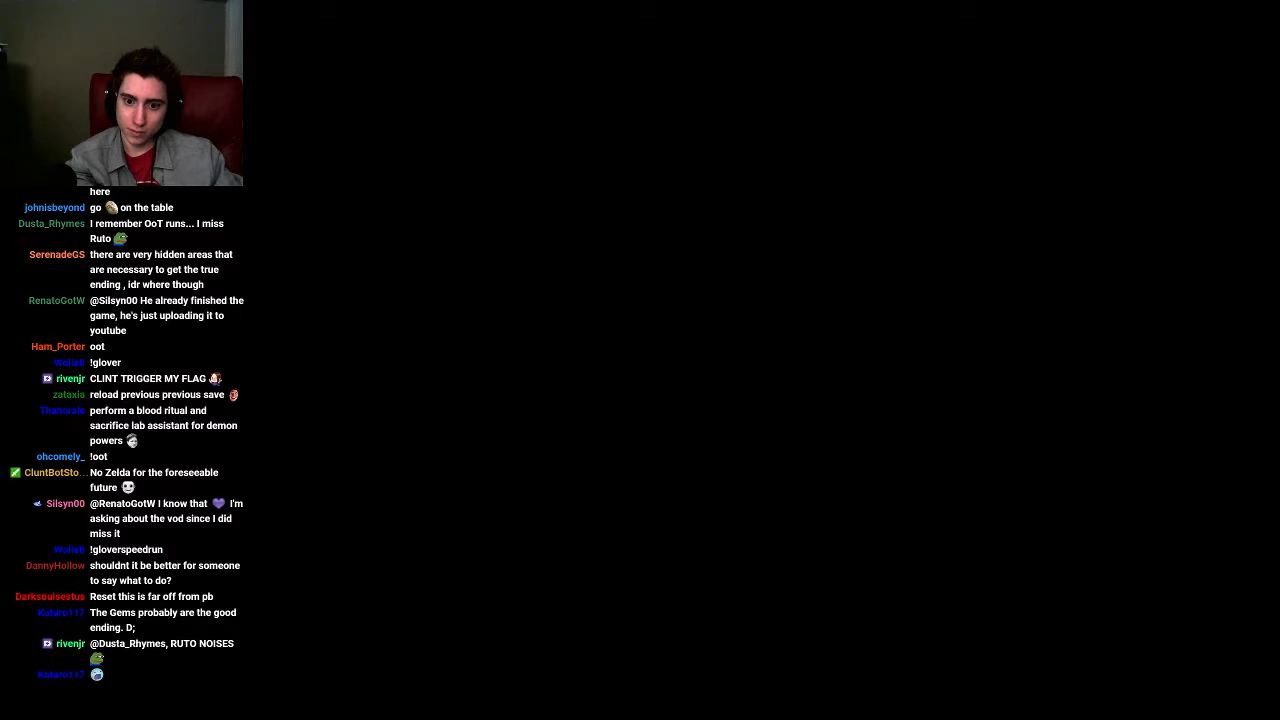 here
johnisbeyond go on the table
Dusta_Rhymes I remember OoT runs... I miss
Ruto
SerenadeGS there are very hidden areas that
are necessary to get the true
ending , idr where though
RenatoGotW @Silsyn00 He already finished the
game, he's just uploading it to
youtube
Ham_Porter oot
!glover
rivenjr CLINT TRIGGER MY FLAG
zataxia reload previous previous save
perform a blood ritual and
sacrifice lab assistant for demon
powers
ohcomely_ !oot
CluntBotSto... No Zelda for the foreseeable
future
Silsyn00 @RenatoGotW I know that I'm
asking about the vod since I did
miss it
!gloverspeedrun
DannyHollow shouldnt it be better for someone
to say what to do?
Darksoulsestus Reset this is far off from pb
The Gems probably are the good
ending. D;
rivenjr @Dusta_Rhymes, RUTO NOISES